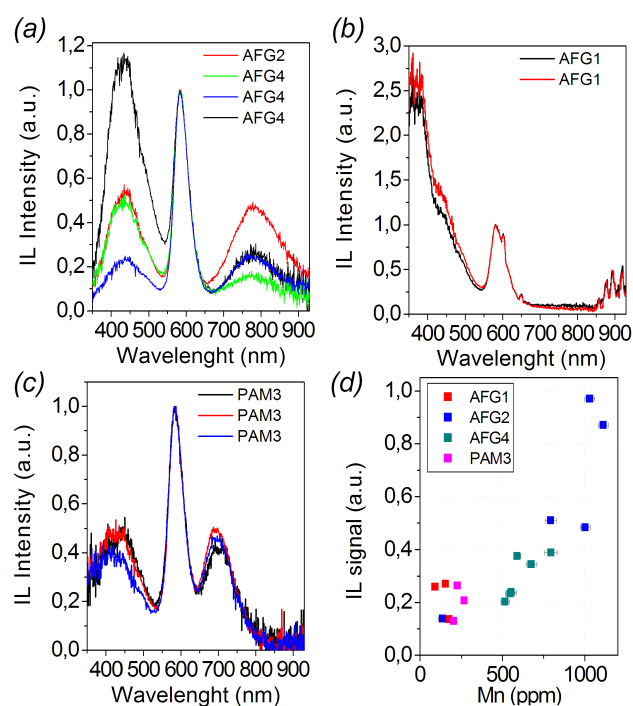 (a)
1,2
1,0
0,8
0,6
0,4
0,2
0,0
IL Intensity (a.u.)
AFG2
AFG4
AFG4
AFG4
400 500 600 700 800 900
Wavelenght (nm)
(b)
3,0
2,5
2,0
1,5
1,0
0,5
0,0
IL Intensity (a.u.)
AFG1
AFG1
400 500 600 700 800 900
Wavelenght (nm)
(c)
1,0
0,8
0,6
0,4
0,2
0,0
IL Intensity (a.u.)
PAM3
PAM3
PAM3
400 500 600 700 800 900
Wavelenght (nm)
(d)
1,0
0,8
0,6
0,4
0,2
0,0
IL signal (a.u.)
AFG1
AFG2
AFG4
PAM3
0 500 1000
Mn (ppm)